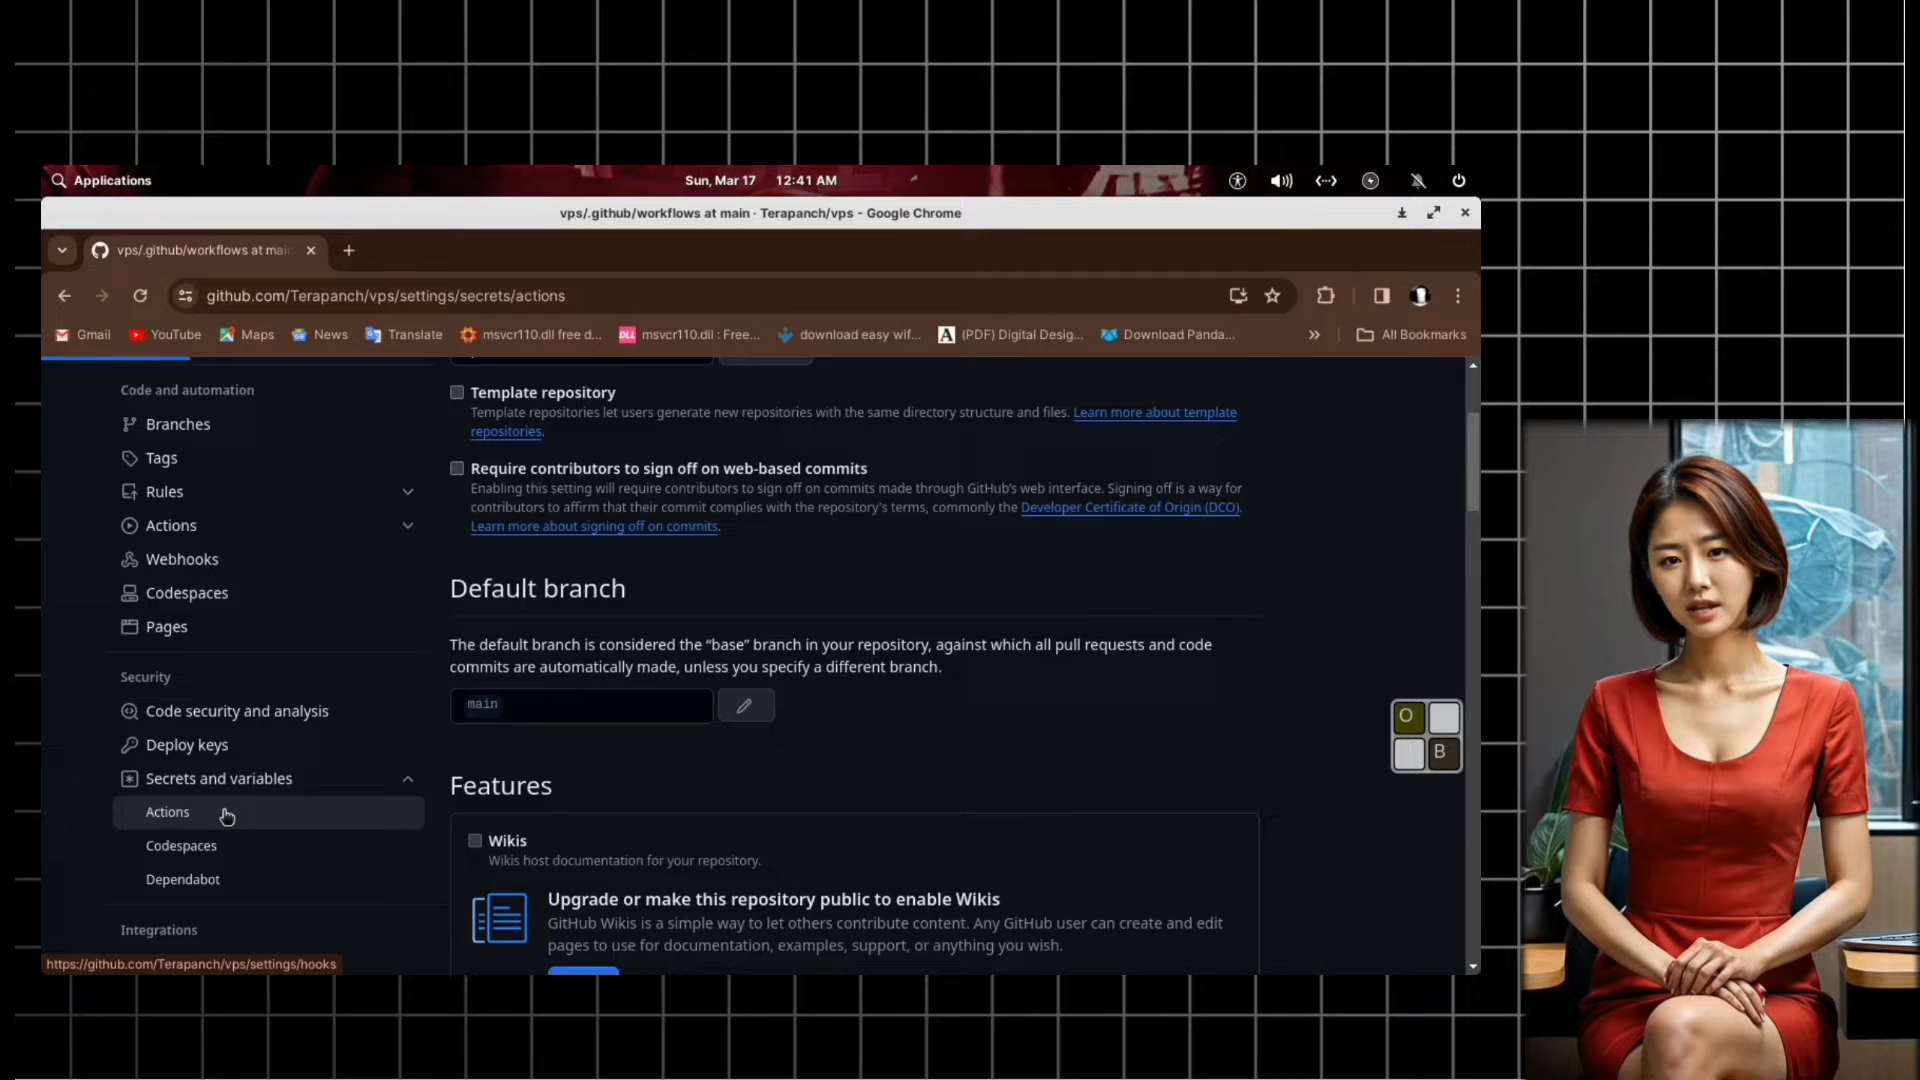 Applications
Sun, Mar 17 12:41 AM
vps/.github/workflows at main · Terapanch/vps - Google Chrome
vps/.github/workflows at mai
github.com/Terapanch/vps/settings/secrets/actions
Gmail
YouTube
Maps
News
Translate
msvcr110.dll free d...
DLL
msvcr110.dll : Free...
download easy wif...
A
(PDF) Digital Desig...
Download Panda...
All Bookmarks
Code and automation
Branches
Tags
Rules
Actions
Webhooks
Codespaces
Pages
Security
Code security and analysis
Deploy keys
Secrets and variables
Actions
Codespaces
Dependabot
Integrations
https://github.com/Terapanch/vps/settings/hooks
Template repository
Template repositories let users generate new repositories with the same directory structure and files. Learn more about template
repositories.
Require contributors to sign off on web-based commits
Enabling this setting will require contributors to sign off on commits made through GitHub's web interface. Signing off is a way for
contributors to affirm that their commit complies with the repository's terms, commonly the Developer Certificate of Origin (DCO).
Learn more about signing off on commits.
Default branch
The default branch is considered the “base” branch in your repository, against which all pull requests and code
commits are automatically made, unless you specify a different branch.
main
Features
Wikis
Wikis host documentation for your repository.
Upgrade or make this repository public to enable Wikis
GitHub Wikis is a simple way to let others contribute content. Any GitHub user can create and edit
pages to use for documentation, examples, support, or anything you wish.
O
B